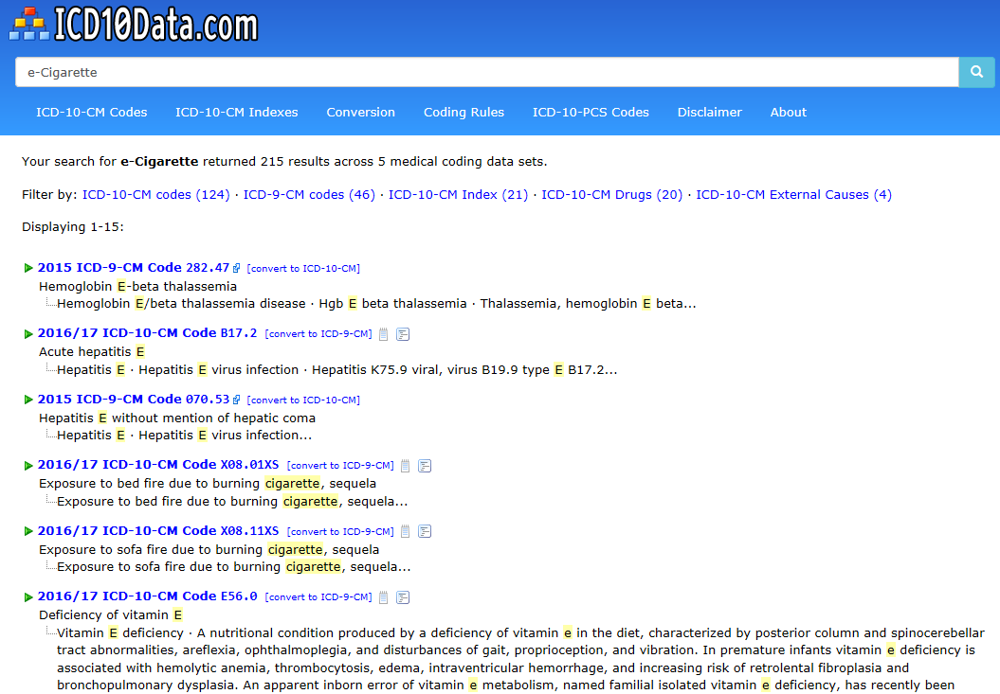 ICD10Data.com
e-Cigarette
ICD-10-CM Codes ICD-10-CM Indexes Conversion Coding Rules ICD-10-PCS Codes Disclaimer About
Your search for e-Cigarette returned 215 results across 5 medical coding data sets.
Filter by: ICD-10-CM codes (124) · ICD-9-CM codes (46) · ICD-10-CM Index (21) · ICD-10-CM Drugs (20) · ICD-10-CM External Causes (4)
Displaying 1-15:
2015 ICD-9-CM Code 282.47 [convert to ICD-10-CM]
Hemoglobin E-beta thalassemia
Hemoglobin E/beta thalassemia disease · Hgb E beta thalassemia · Thalassemia, hemoglobin E beta...
2016/17 ICD-10-CM Code B17.2 [convert to ICD-9-CM]
Acute hepatitis E
Hepatitis E · Hepatitis E virus infection · Hepatitis K75.9 viral, virus B19.9 type E B17.2...
2015 ICD-9-CM Code 070.53 [convert to ICD-10-CM]
Hepatitis E without mention of hepatic coma
Hepatitis E · Hepatitis E virus infection...
2016/17 ICD-10-CM Code X08.01XS [convert to ICD-9-CM]
Exposure to bed fire due to burning cigarette, sequela
Exposure to bed fire due to burning cigarette, sequela...
2016/17 ICD-10-CM Code X08.11XS [convert to ICD-9-CM]
Exposure to sofa fire due to burning cigarette, sequela
Exposure to sofa fire due to burning cigarette, sequela...
2016/17 ICD-10-CM Code E56.0 [convert to ICD-9-CM]
Deficiency of vitamin E
Vitamin E deficiency · A nutritional condition produced by a deficiency of vitamin e in the diet, characterized by posterior column and spinocerebellar
tract abnormalities, areflexia, ophthalmoplegia, and disturbances of gait, proprioception, and vibration. In premature infants vitamin e deficiency is
associated with hemolytic anemia, thrombocytosis, edema, intraventricular hemorrhage, and increasing risk of retrolental fibroplasia and
bronchopulmonary dysplasia. An apparent inborn error of vitamin e metabolism, named familial isolated vitamin e deficiency, has recently been